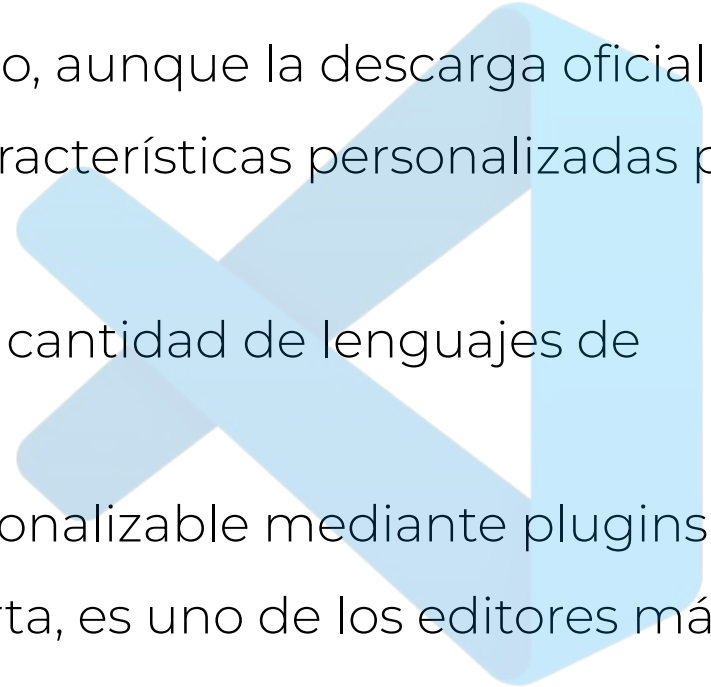 o, aunque la descarga oficial
racterísticas personalizadas p
cantidad de lenguajes de
onalizable mediante plugins
rta, es uno de los editores má